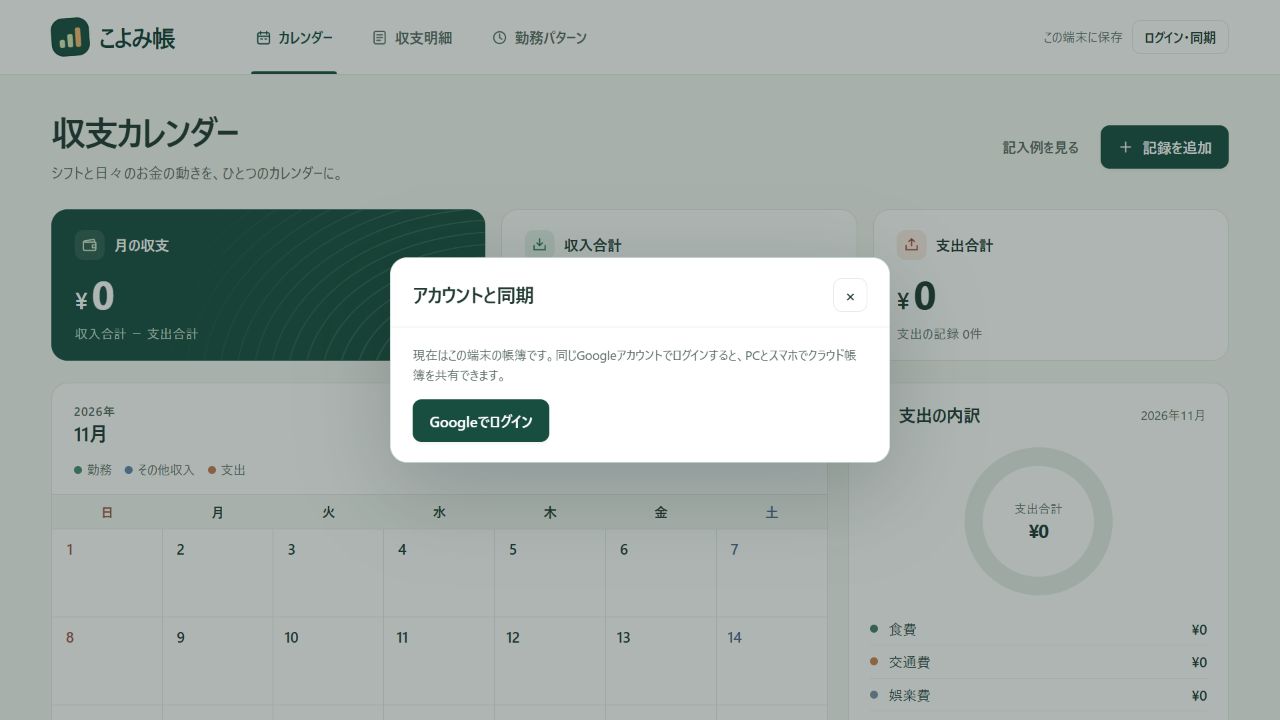 こよみ帳
カレンダー
収支明細
勤務パターン
この端末に保存
ログイン・同期
収支カレンダー
シフトと日々のお金の動きを、ひとつのカレンダーに。
記入例を見る
＋ 記録を追加
月の収支
¥0
収入合計 − 支出合計
収入合計
支出合計
¥0
支出の記録 0件
アカウントと同期
×
現在はこの端末の帳簿です。同じGoogleアカウントでログインすると、PCとスマホでクラウド帳
簿を共有できます。
Googleでログイン
2026年
11月
勤務 その他収入 支出
日 月 火 水 木 金 土
1 2 3 4 5 6 7
8 9 10 11 12 13 14
支出の内訳
2026年11月
支出合計
¥0
食費 ¥0
交通費 ¥0
娯楽費 ¥0